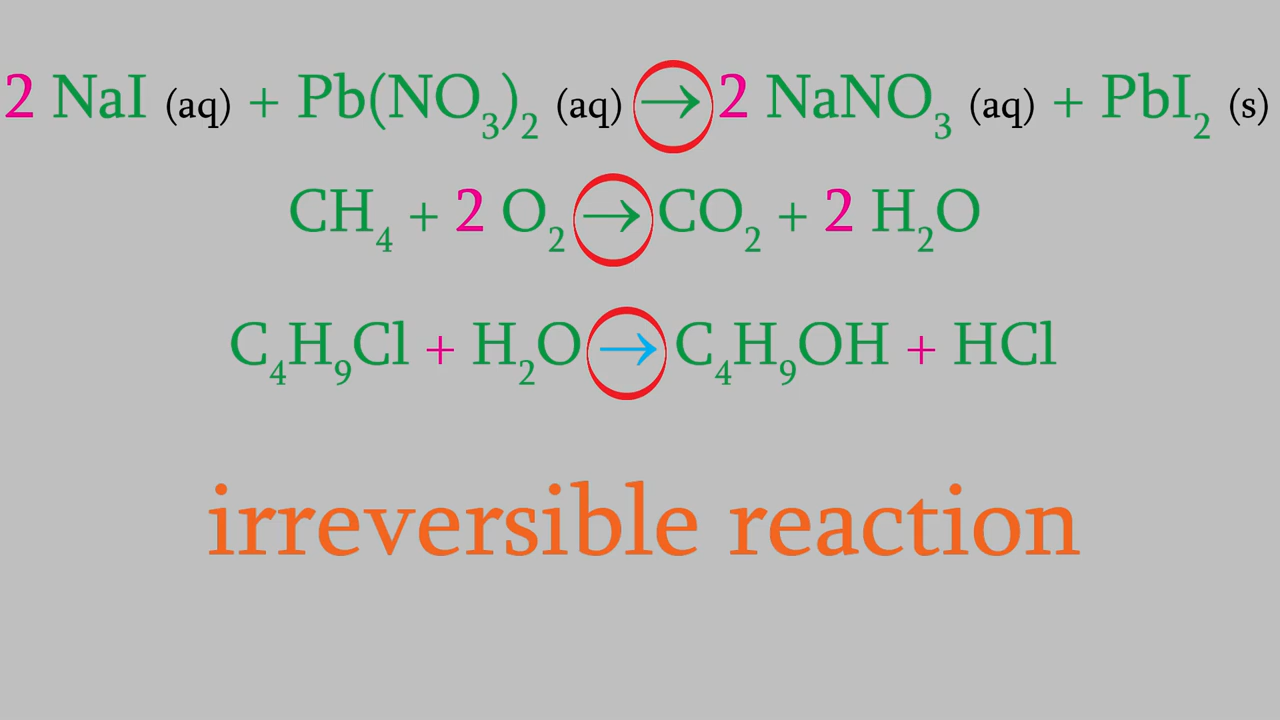 2 NaI (aq) + Pb(NO₃)₂ (aq) → 2 NaNO₃ (aq) + PbI₂ (s)
CH₄ + 2 O₂ → CO₂ + 2 H₂O
C₄H₉Cl + H₂O → C₄H₉OH + HCl
irreversible reaction